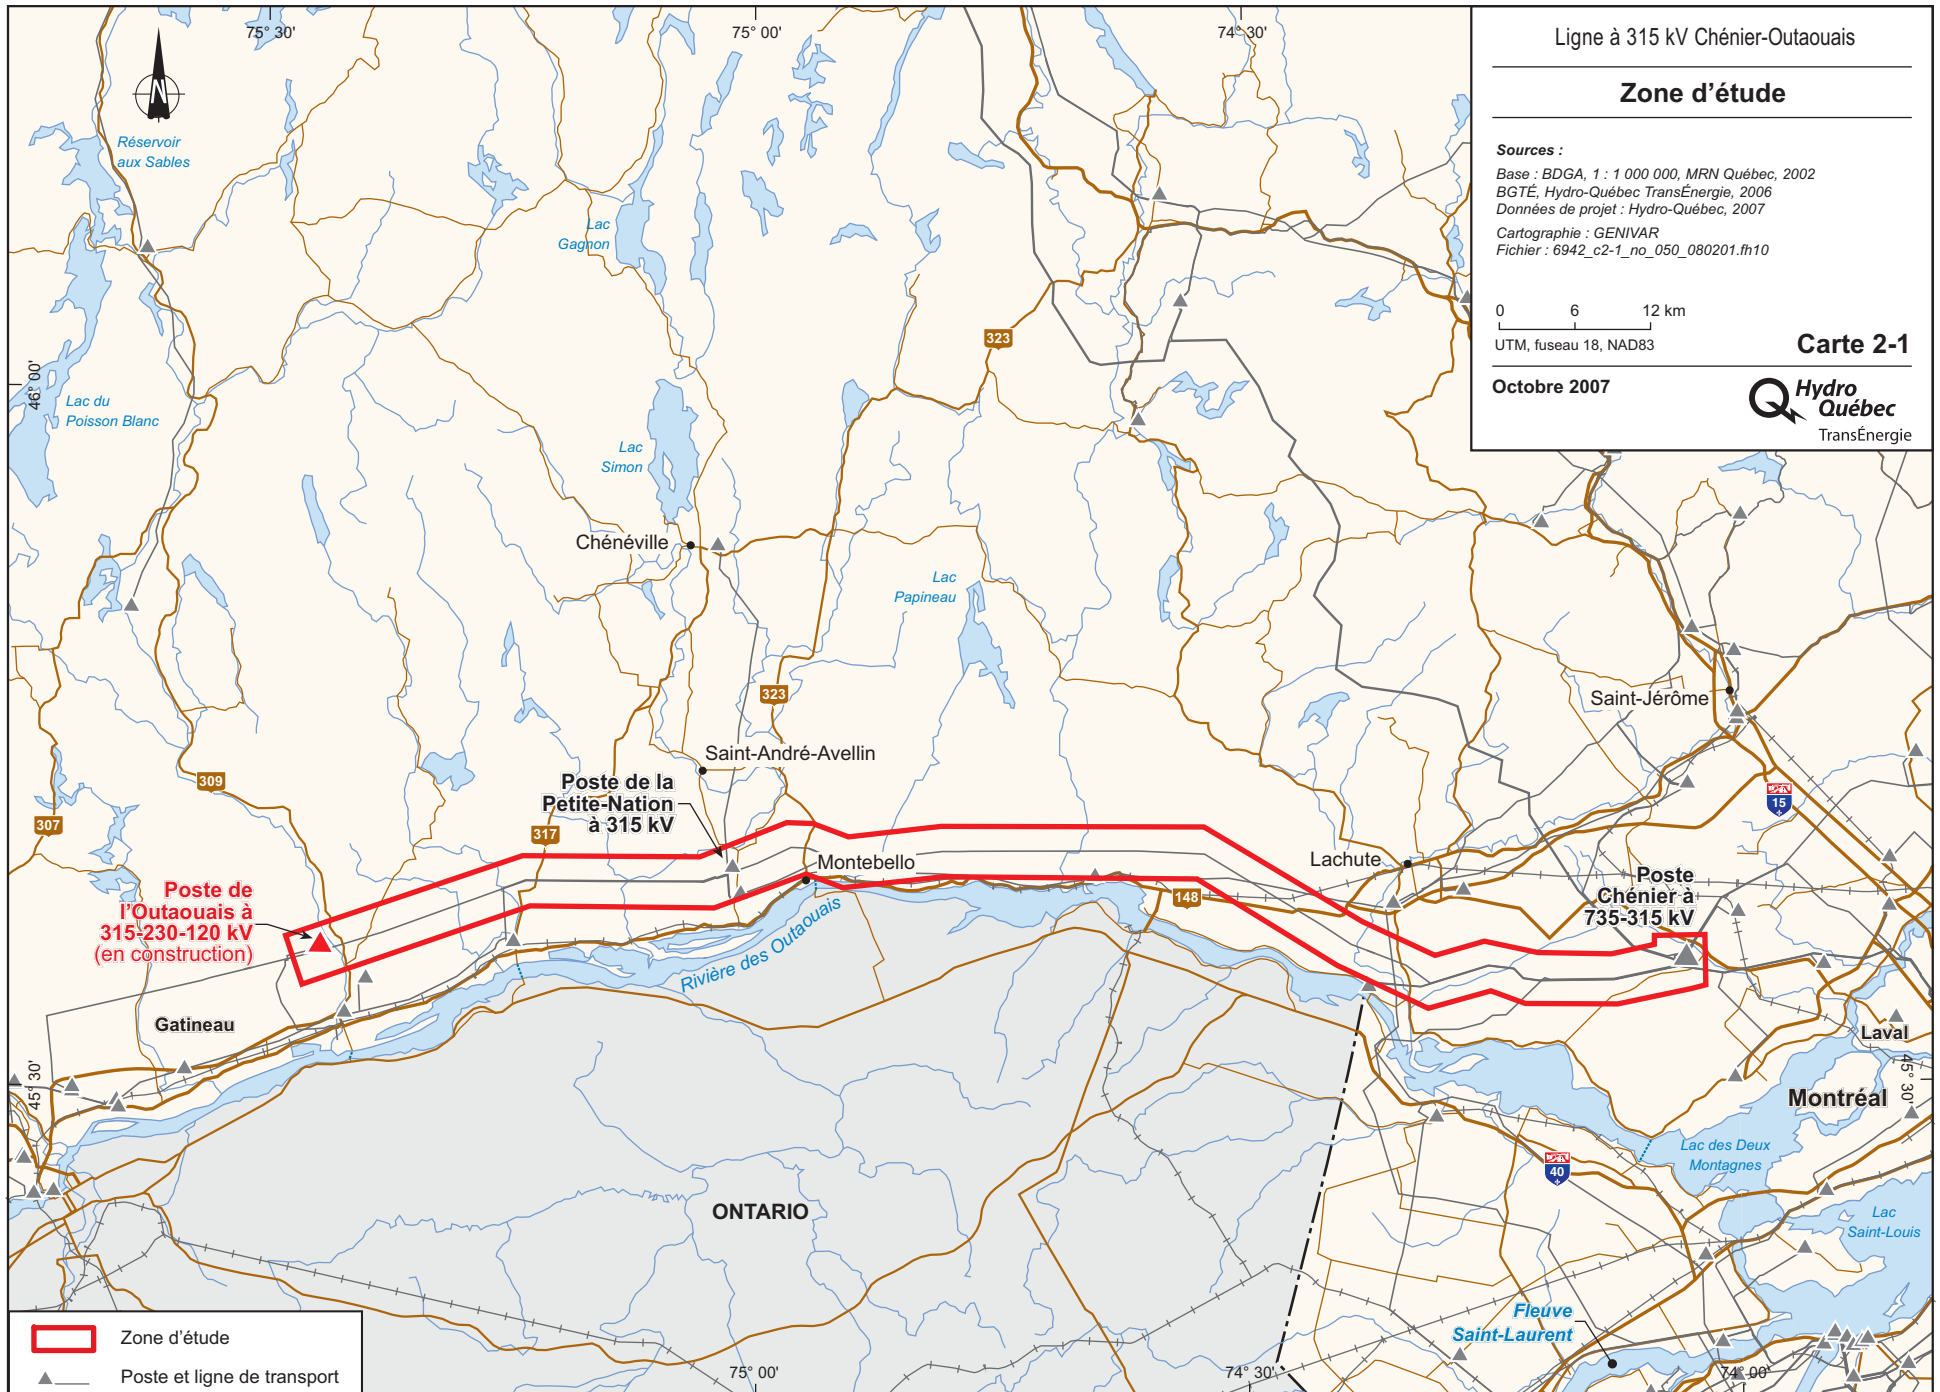 75° 30'
75° 00'
74° 30'
Ligne à 315 kV Chénier-Outaouais
Zone d'étude
Sources :
Base : BDGA, 1 : 1 000 000, MRN Québec, 2002
BGTÉ, Hydro-Québec TransÉnergie, 2006
Données de projet : Hydro-Québec, 2007
Cartographie : GENIVAR
Fichier : 6942_c2-1_no_050_080201.fh10
0 6 12 km
UTM, fuseau 18, NAD83
Carte 2-1
Octobre 2007
Hydro
Québec
TransÉnergie
N
Réservoir
aux Sables
Lac
Gagnon
323
46° 00'
Lac du
Poisson Blanc
Lac
Simon
Chénéville
Lac
Papineau
323
Saint-Jérôme
Saint-André-Avellin
309
Poste de la
Petite-Nation
à 315 kV
15
307
317
Montebello
Lachute
Poste
Chénier à
735-315 kV
Poste de
l'Outaouais à
315-230-120 kV
(en construction)
148
Rivière des Outaouais
Gatineau
Laval
45° 30'
45° 30'
Montréal
Lac des Deux
Montagnes
40
ONTARIO
Lac
Saint-Louis
Fleuve
Saint-Laurent
Zone d'étude
Poste et ligne de transport
75° 00'
74° 30'
74° 00'